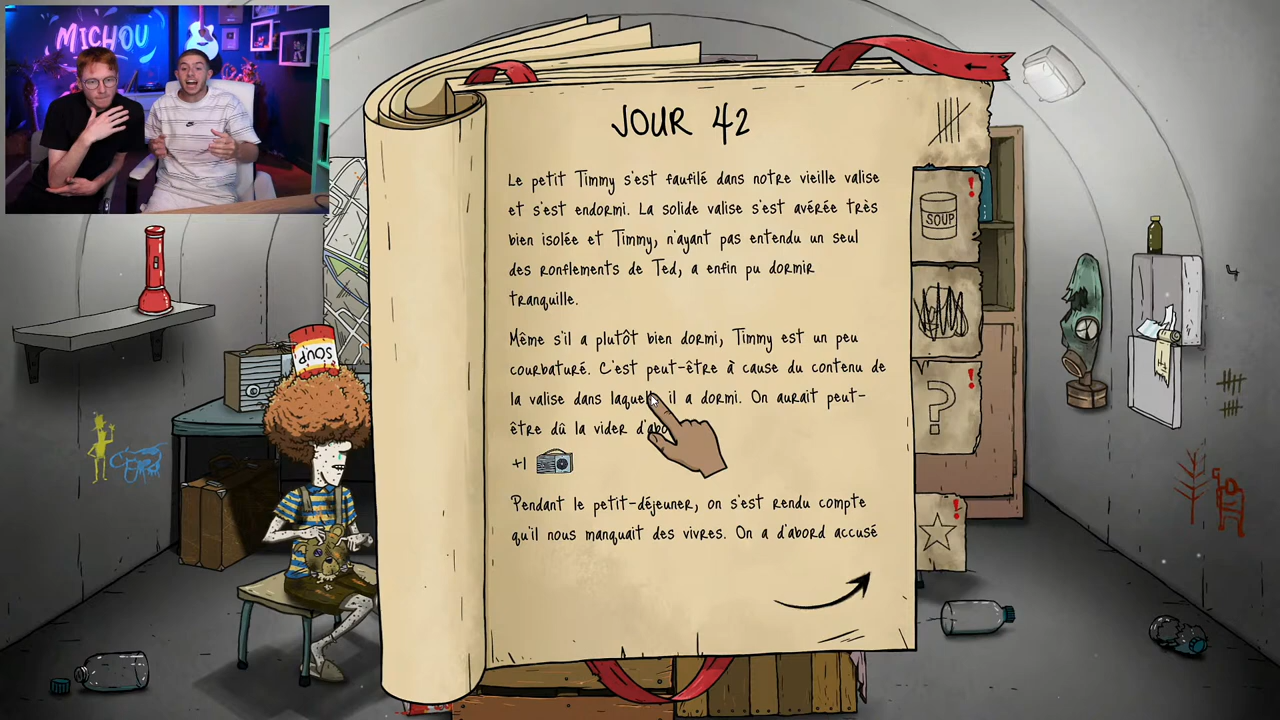 MICHOU
JOUR 42
Le petit Timmy s'est faufilé dans notre vieille valise
et s'est endormi. La solide valise s'est avérée très
bien isolée et Timmy, n'ayant pas entendu un seul
des ronflements de Ted, a enfin pu dormir
tranquille.
Même s'il a plutôt bien dormi, Timmy est un peu
courbaturé. C'est peut-être à cause du contenu de
la valise dans il a dormi. On aurait peut-
être dû la vider
+1
Pendant le petit-déjeuner, on s'est rendu compte
qu'il nous manquait des vivres. On a d'abord accusé
SOUP
SOUP
?